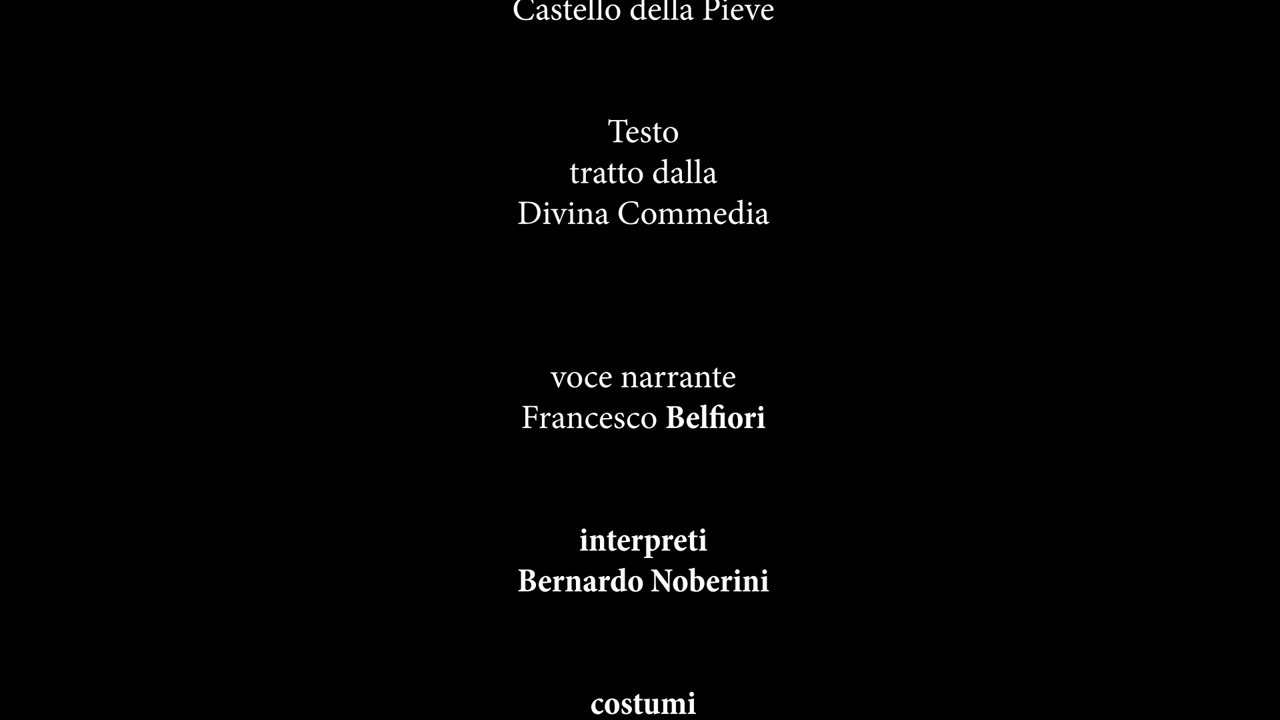 Castello della Pieve
Testo
tratto dalla
Divina Commedia
voce narrante
Francesco Belfiori
interpreti
Bernardo Noberini
costumi